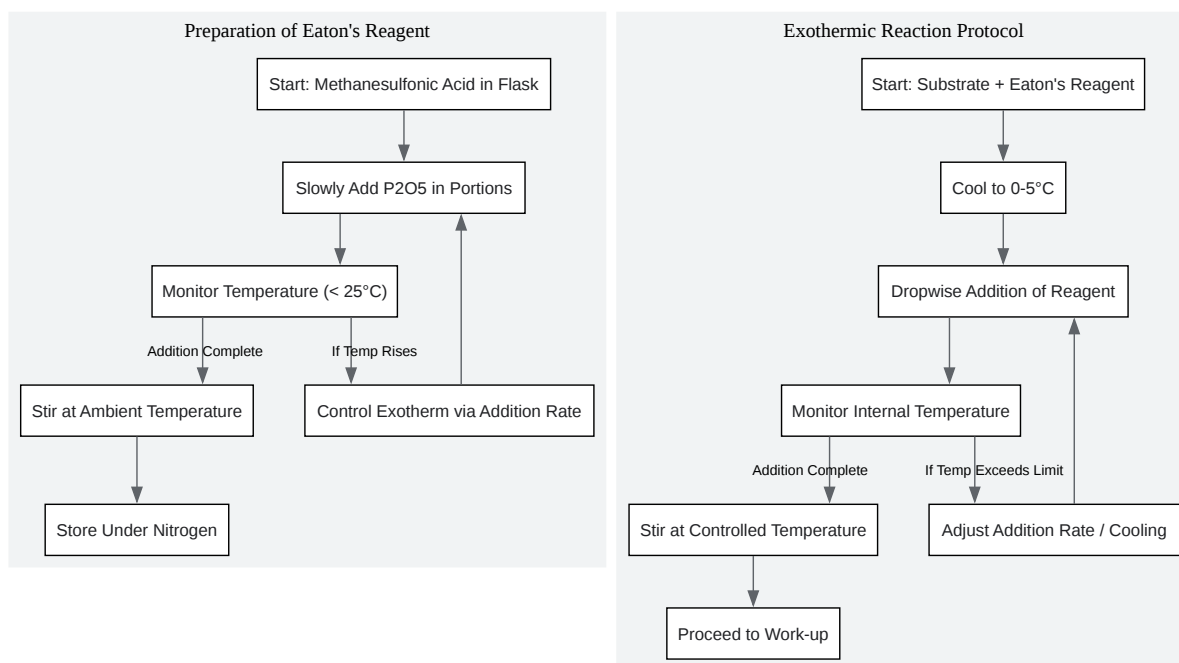 Preparation of Eaton's Reagent
Start: Methanesulfonic Acid in Flask
Slowly Add P2O5 in Portions
Monitor Temperature (< 25°C)
Addition Complete
If Temp Rises
Stir at Ambient Temperature
Control Exotherm via Addition Rate
Store Under Nitrogen
Exothermic Reaction Protocol
Start: Substrate + Eaton's Reagent
Cool to 0-5°C
Dropwise Addition of Reagent
Monitor Internal Temperature
Addition Complete
If Temp Exceeds Limit
Stir at Controlled Temperature
Adjust Addition Rate / Cooling
Proceed to Work-up